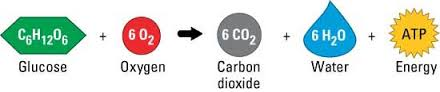 C₆H₁₂O₆ + 6 O₂ → 6 CO₂ + 6 H₂O + ATP
Glucose Oxygen Carbon dioxide Water Energy